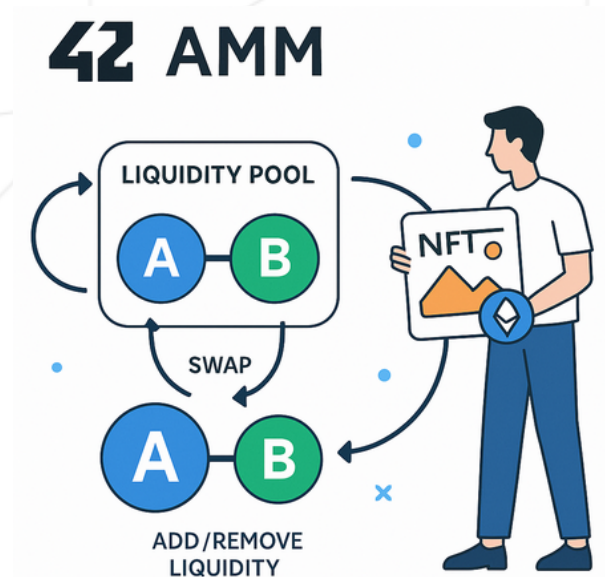 42 AMM
LIQUIDITY POOL
A B
NFT
SWAP
A B
ADD/REMOVE
LIQUIDITY